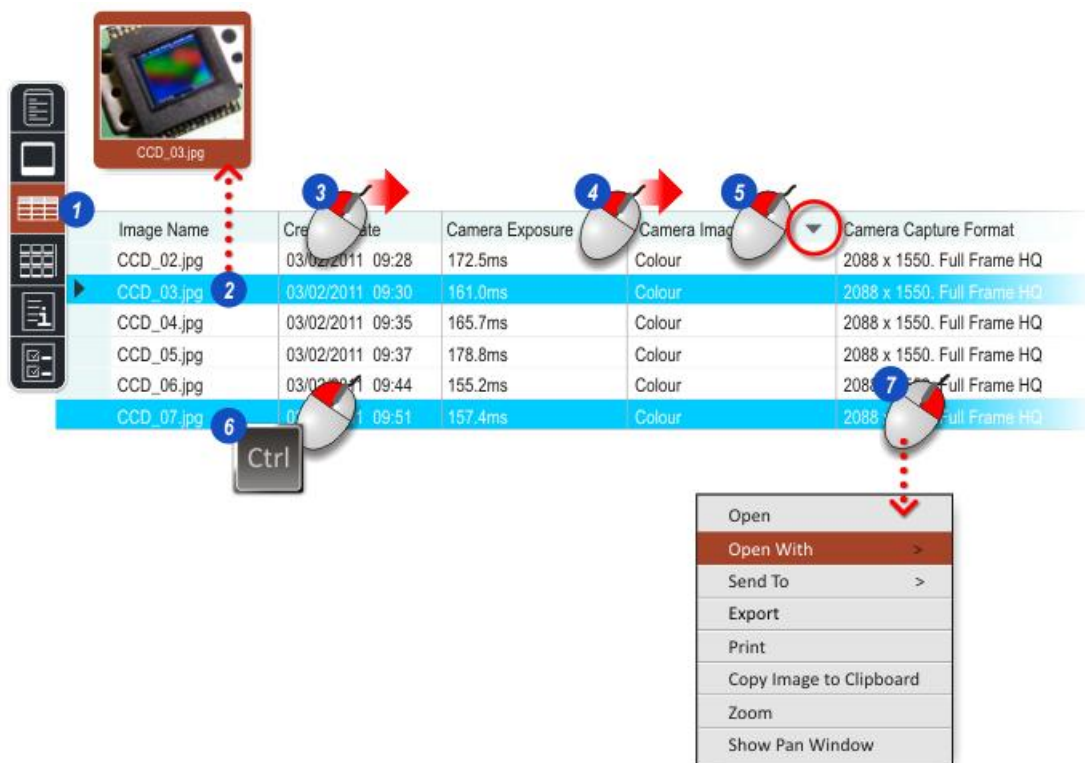 CCD_03.jpg
3 4 5
1
Image Name Camera Exposure Camera Camera Capture Format
CCD_02.jpg 03/02/2011 09:28 172.5ms Colour 2088 x 1550. Full Frame HQ
CCD_03.jpg 2 03/02/2011 09:30 161.0ms Colour 2088 x 1550. Full Frame HQ
CCD_04.jpg 03/02/2011 09:35 165.7ms Colour 2088 x 1550. Full Frame HQ
CCD_05.jpg 03/02/2011 09:37 178.8ms Colour 2088 x 1550. Full Frame HQ
CCD_06.jpg 09:44 155.2ms Colour 7 Full Frame HQ
CCD_07.jpg 6 09:51 157.4ms Colour 2088 Full Frame HQ
Ctrl
Open
Open With >
Send To >
Export
Print
Copy Image to Clipboard
Zoom
Show Pan Window